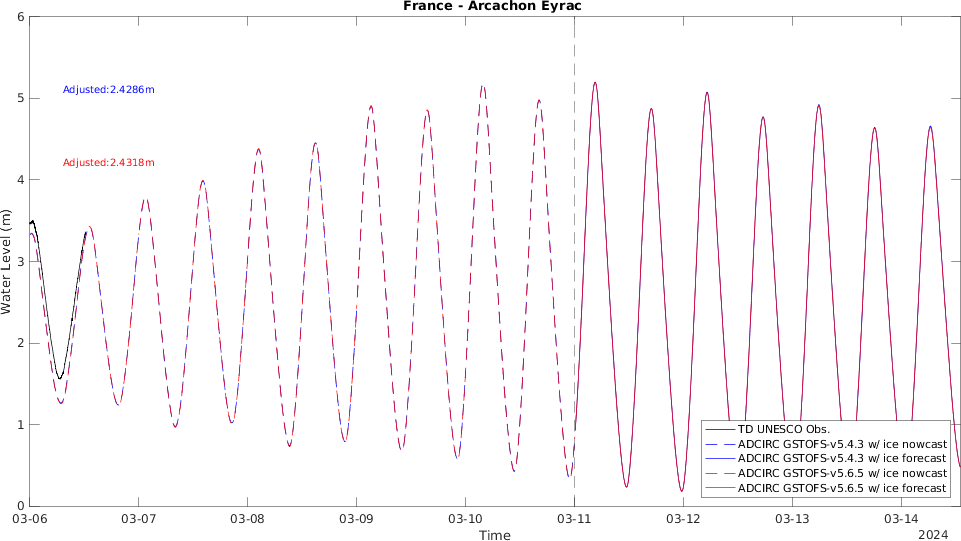 France - Arcachon Eyrac
6
Adjusted:2.4286m
5
Adjusted:2.4318m
4
3
2
1
0
Water Level (m)
TD UNESCO Obs.
ADCIRC GSTOFS-v5.4.3 w/ ice nowcast
ADCIRC GSTOFS-v5.4.3 w/ ice forecast
ADCIRC GSTOFS-v5.6.5 w/ ice nowcast
ADCIRC GSTOFS-v5.6.5 w/ ice forecast
03-06 03-07 03-08 03-09 03-10 03-11 03-12 03-13 03-14
Time
2024